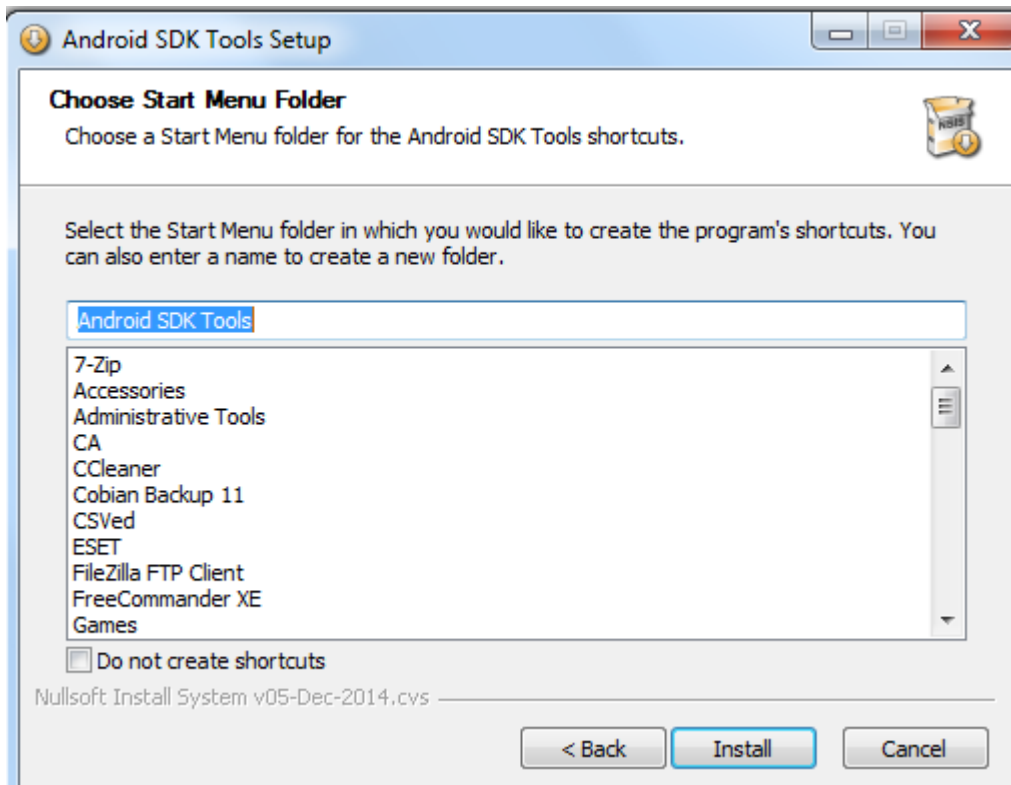 Android SDK Tools Setup
Choose Start Menu Folder
Choose a Start Menu folder for the Android SDK Tools shortcuts.
NSIS
Select the Start Menu folder in which you would like to create the program's shortcuts. You
can also enter a name to create a new folder.
Android SDK Tools
7-Zip
Accessories
Administrative Tools
CA
CCleaner
Cobian Backup 11
CSVed
ESET
FileZilla FTP Client
FreeCommander XE
Games
Do not create shortcuts
Nullsoft Install System v05-Dec-2014.cvs
< Back
Install
Cancel